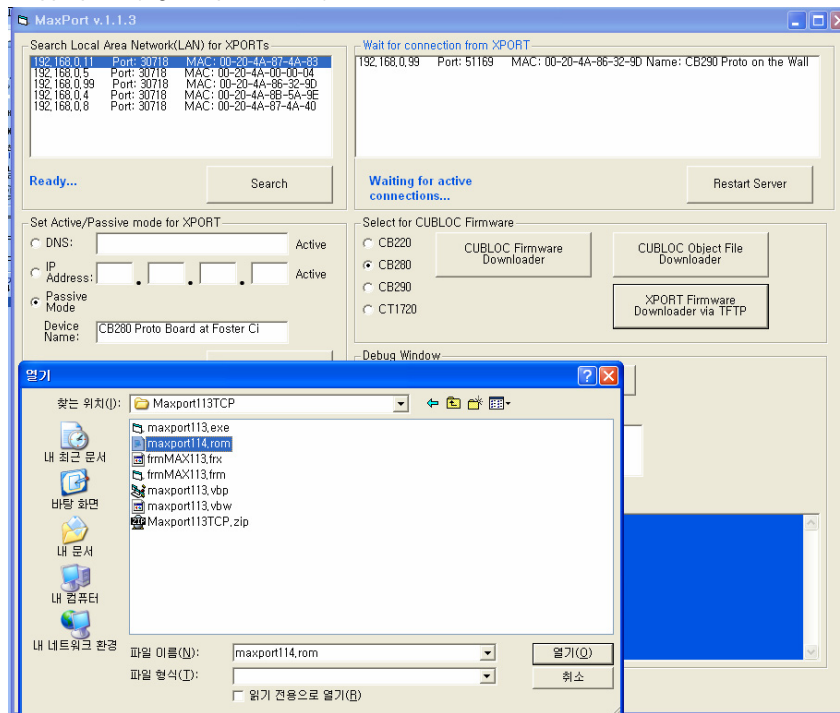 MaxPort v.1.1.3
Search Local Area Network(LAN) for XPORTs
192,168,0,11 Port: 30718 MAC: 00-20-4A-87-4A-83
192,168,0,5 Port: 30718 MAC: 00-20-4A-00-00-04
192,168,0,99 Port: 30718 MAC: 00-20-4A-86-32-9D
192,168,0,4 Port: 30718 MAC: 00-20-4A-8B-5A-9E
192,168,0,8 Port: 30718 MAC: 00-20-4A-87-4A-40
Ready...
Search
Wait for connection from XPORT
192,168,0,99 Port: 51169 MAC: 00-20-4A-86-32-9D Name: CB290 Proto on the Wall
Waiting for active
connections...
Restart Server
Set Active/Passive mode for XPORT
DNS:
Active
IP
Address:
. . .
Active
Passive
Mode
Device
Name:
CB280 Proto Board at Foster Ci
Select for CUBLOC Firmware
CB220
CB280
CB290
CT1720
CUBLOC Firmware
Downloader
CUBLOC Object File
Downloader
XPORT Firmware
Downloader via TFTP
Debug Window
열기
찾는 위치(I):
Maxport113TCP
내 최근 문서
바탕 화면
내 문서
내 컴퓨터
내 네트워크 환경
maxport113,exe
maxport114,rom
frmMAX113,frx
frmMAX113,frm
maxport113,vbp
maxport113,vbw
Maxport113TCP,zip
파일 이름(N):
maxport114,rom
열기(O)
파일 형식(T):
취소
읽기 전용으로 열기(R)